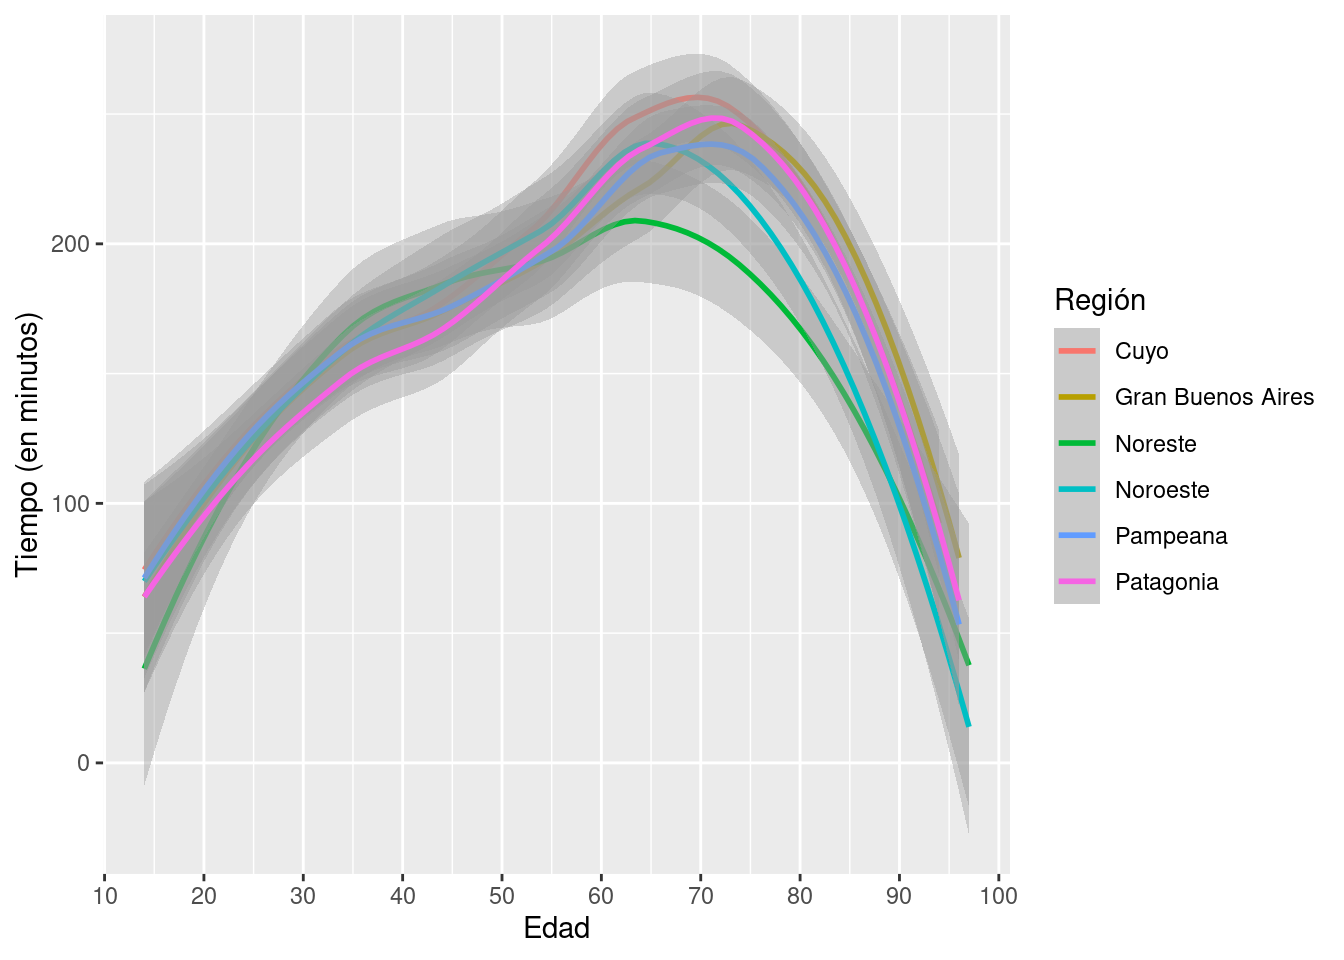 Tiempo (en minutos)
200
100
0
10 20 30 40 50 60 70 80 90 100
Edad
Región
Cuyo
Gran Buenos Aires
Noreste
Noroeste
Pampeana
Patagonia